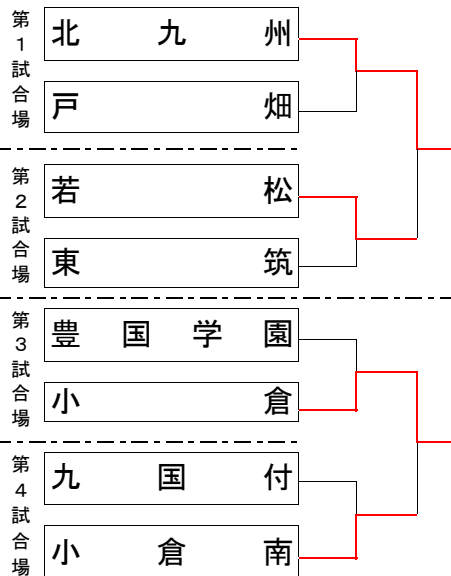 第1試合場
北九州
戸畑
第2試合場
若松
東筑
第3試合場
豊国学園
小倉
第4試合場
九国付
小倉南